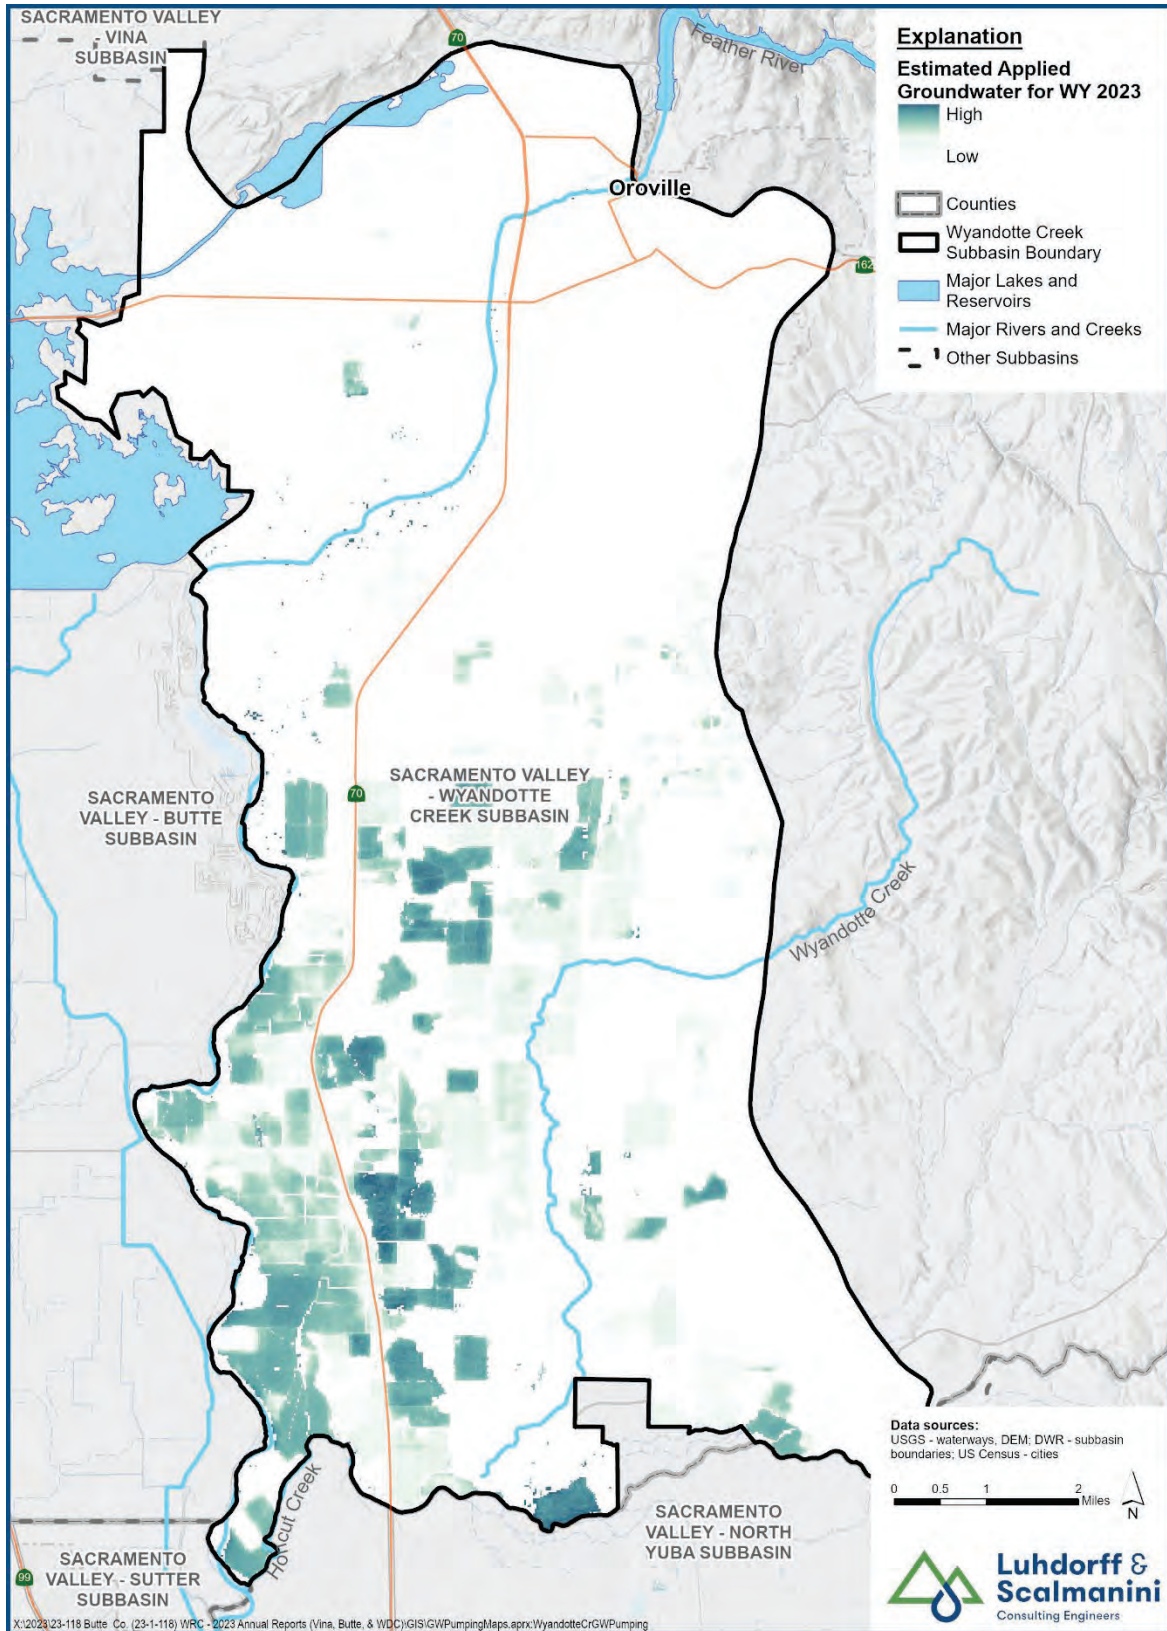 SACRAMENTO VALLEY
- VINA
SUBBASIN
70
Feather River
Oroville
162
Explanation
Estimated Applied
Groundwater for WY 2023
High
Low
Counties
Wyandotte Creek
Subbasin Boundary
Major Lakes and
Reservoirs
Major Rivers and Creeks
Other Subbasins
SACRAMENTO
VALLEY - BUTTE
SUBBASIN
70
SACRAMENTO VALLEY
- WYANDOTTE
CREEK SUBBASIN
Wyandotte Creek
Honcut Creek
SACRAMENTO
VALLEY - NORTH
YUBA SUBBASIN
99
SACRAMENTO
VALLEY - SUTTER
SUBBASIN
Data sources:
USGS - waterways, DEM; DWR - subbasin
boundaries; US Census - cities
0 0.5 1 2
Miles
N
Luhdorff &
Scalmanini
Consulting Engineers
X:\2023\23-118 Butte Co. (23-1-118) WRC - 2023 Annual Reports (Vina, Butte, & WDC)\GIS\GWPumpingMaps.aprx:WyandotteCrGWPumping